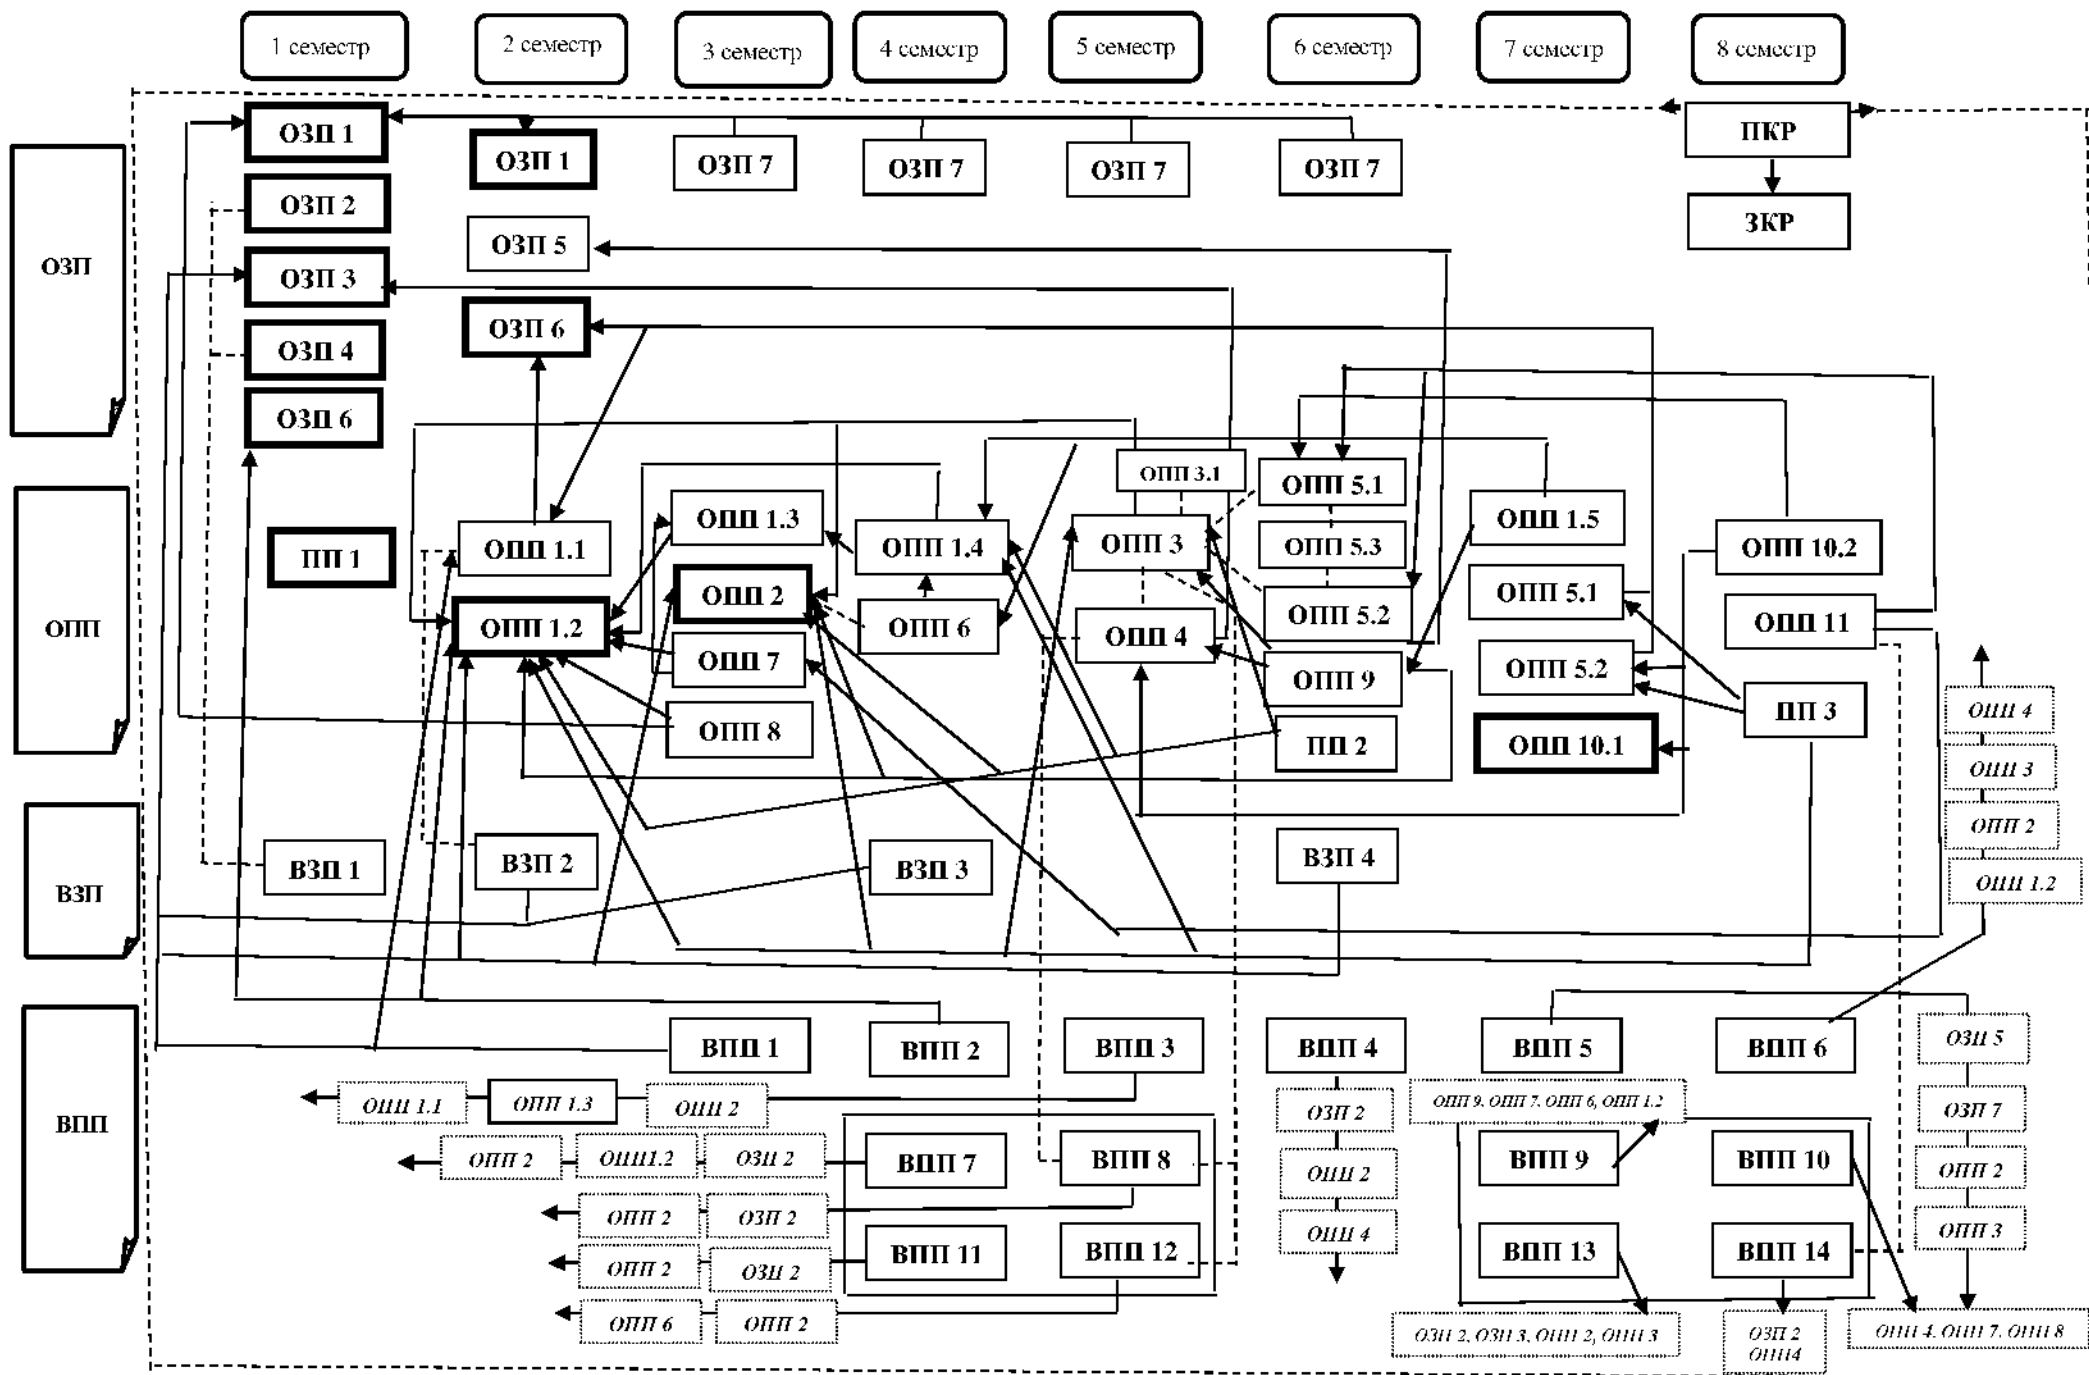 1 семестр
2 семестр
3 семестр
4 семестр
5 семестр
6 семестр
7 семестр
8 семестр
ОЗП
ОЗП 1
ОЗП 1
ОЗП 7
ОЗП 7
ОЗП 7
ОЗП 7
ПКР
ОЗП 2
ОЗП 5
ЗКР
ОЗП 3
ОЗП 6
ОЗП 4
ОЗП 6
ОПП
ОПП 3.1
ОПП 5.1
ОПП 1.3
ОПП 1.5
ПП 1
ОПП 1.1
ОПП 1.4
ОПП 3
ОПП 5.3
ОПП 10.2
ОПП 2
ОПП 5.1
ОПП 1.2
ОПП 6
ОПП 4
ОПП 5.2
ОПП 11
ОПП 7
ОПП 9
ОПП 5.2
ОПП 8
ПП 2
ОПП 10.1
ПП 3
ОПП 4
ОПП 3
ОПП 2
ОПП 1.2
ВЗП
ВЗП 1
ВЗП 2
ВЗП 3
ВЗП 4
ВПП
ВПП 1
ВПП 2
ВПП 3
ВПП 4
ВПП 5
ВПП 6
ОЗП 5
ОПП 1.1
ОПП 1.3
ОПП 2
ОЗП 2
ОПП 9, ОПП 7, ОПП 6, ОПП 1.2
ОЗП 7
ОПП 2
ОПП1.2
ОЗП 2
ВПП 7
ВПП 8
ОПП 2
ВПП 9
ВПП 10
ОПП 2
ОПП 2
ОЗП 2
ОПП 4
ОПП 3
ОПП 2
ОЗП 2
ВПП 11
ВПП 12
ВПП 13
ВПП 14
ОПП 6
ОПП 2
ОЗП 2, ОЗП 3, ОПП 2, ОПП 3
ОЗП 2
ОПП4
ОПП 4, ОПП 7, ОПП 8